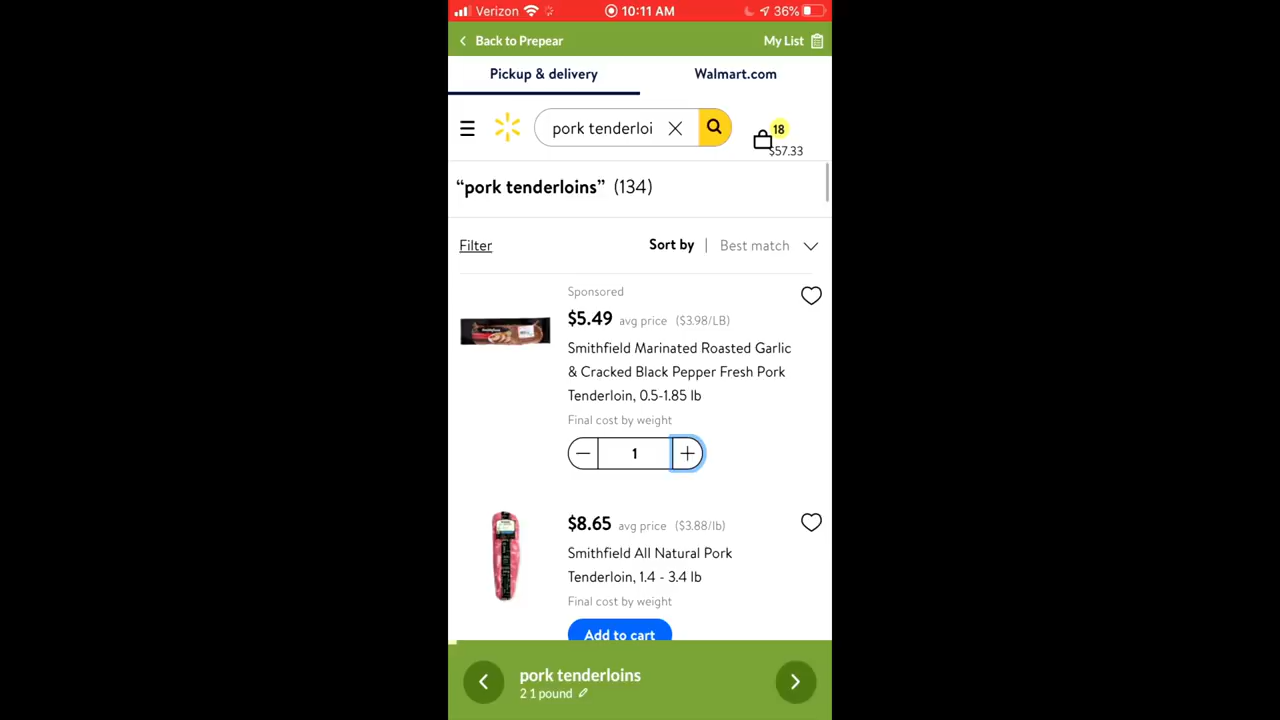 Verizon 10:11 AM 36%
Back to Prepear My List
Pickup & delivery Walmart.com
pork tenderloi 18
$57.33
“pork tenderloins” (134)
Filter Sort by | Best match
Sponsored
$5.49 avg price ($3.98/LB)
Smithfield Marinated Roasted Garlic
& Cracked Black Pepper Fresh Pork
Tenderloin, 0.5-1.85 lb
Final cost by weight
1
$8.65 avg price ($3.88/lb)
Smithfield All Natural Pork
Tenderloin, 1.4 - 3.4 lb
Final cost by weight
Add to cart
pork tenderloins
2 1 pound